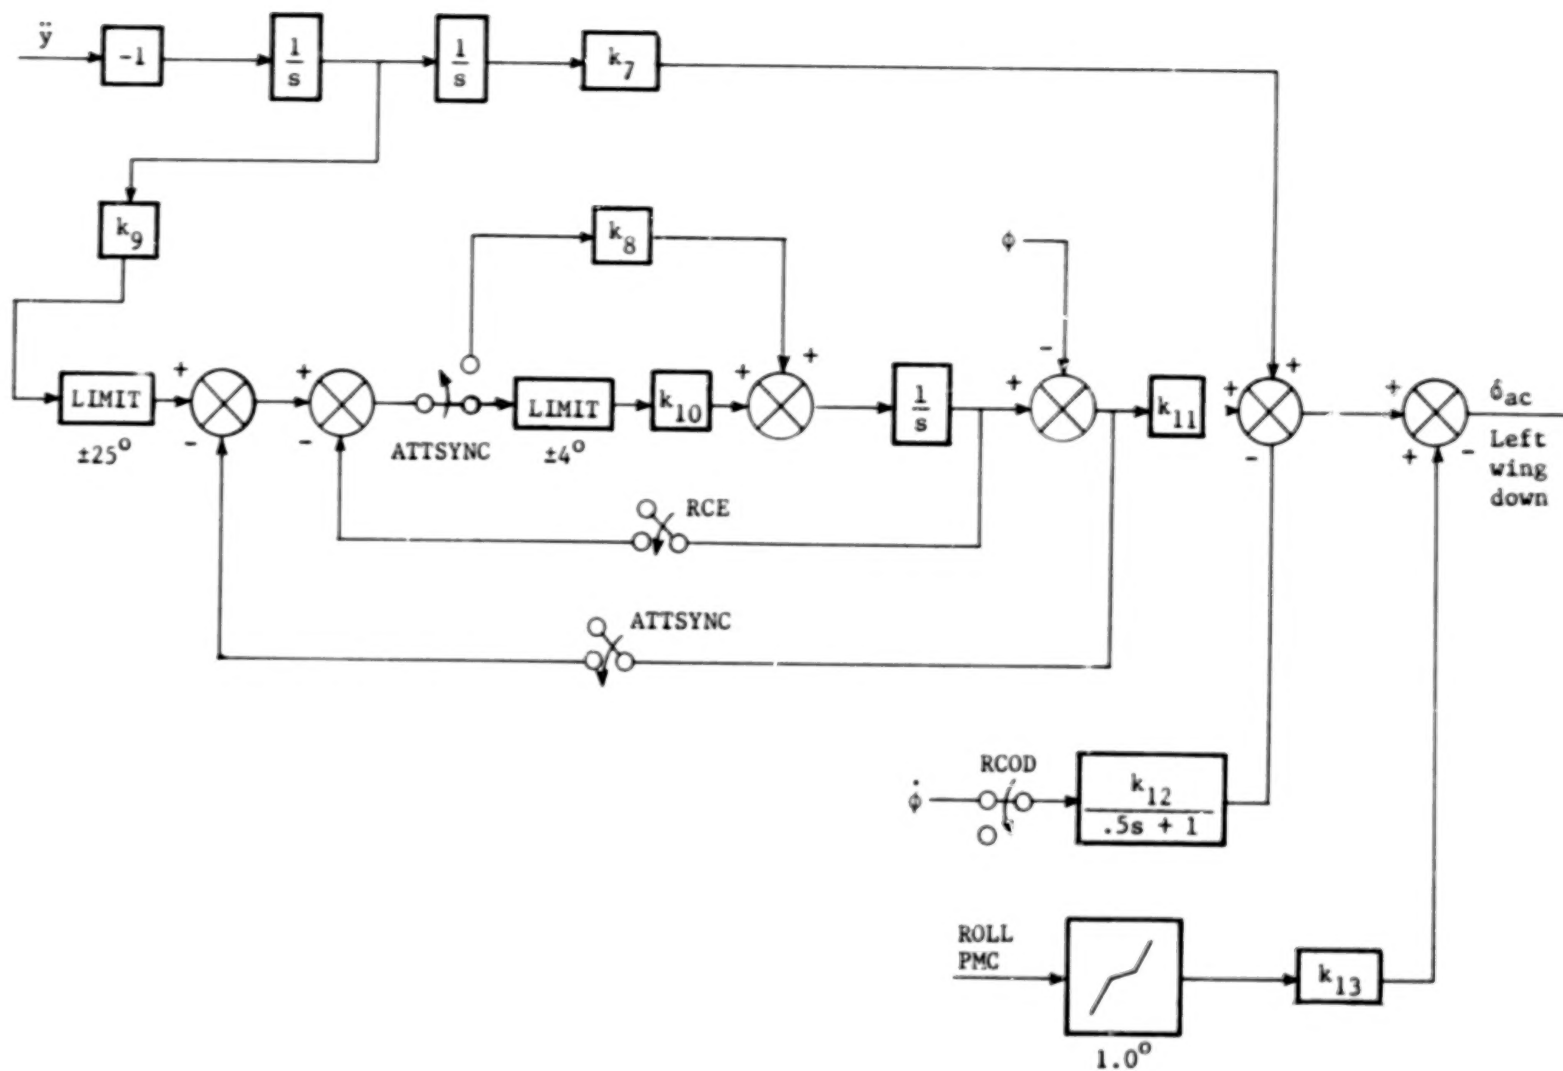 ÿ
-1
1/s
1/s
k7
k9
k8
φ
LIMIT
±25°
+
-
+
-
ATTSYNC
LIMIT
±4°
k10
+
+
1/s
+
-
k11
+
+
-
+
+
δac
- Left
wing
down
RCE
ATTSYNC
φ̇
RCOD
k12
.5s + 1
ROLL
PMC
1.0°
k13